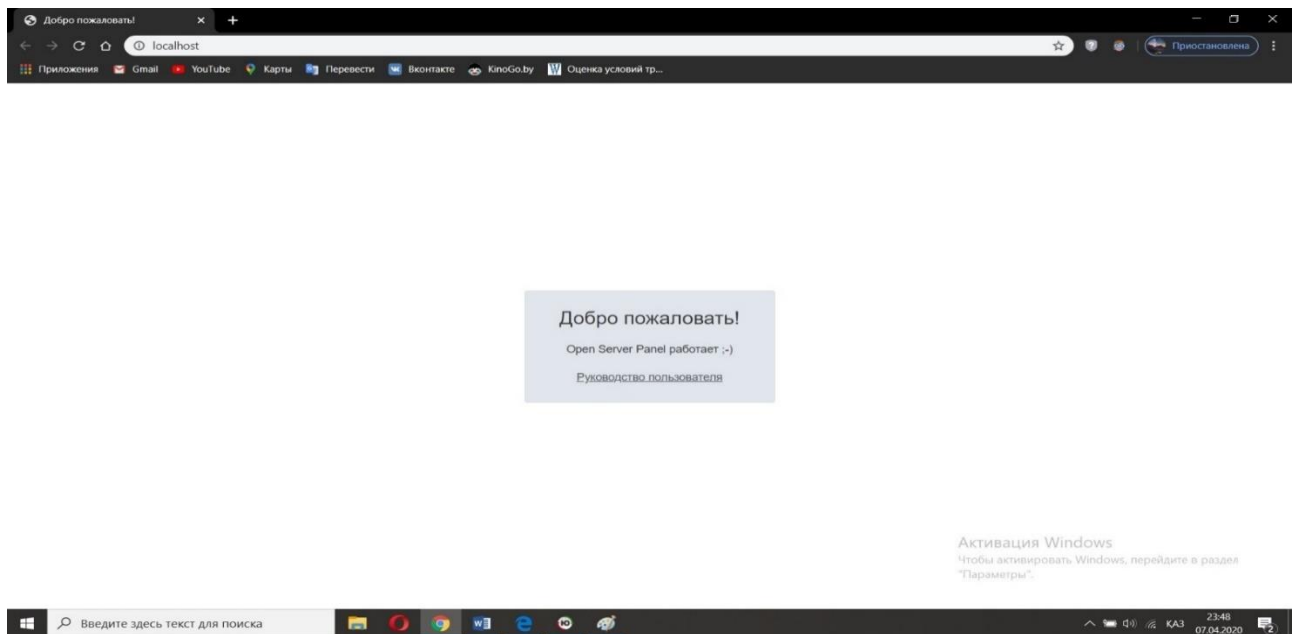 Добро пожаловать!
localhost
Приостановлена
Приложения Gmail YouTube Карты Перевести Вконтакте KinoGo.by Оценка условий тр...
Добро пожаловать!
Open Server Panel работает ;-)
Руководство пользователя
Активация Windows
Чтобы активировать Windows, перейдите в раздел
"Параметры".
Введите здесь текст для поиска
ҚАЗ
23:48
07.04.2020
2